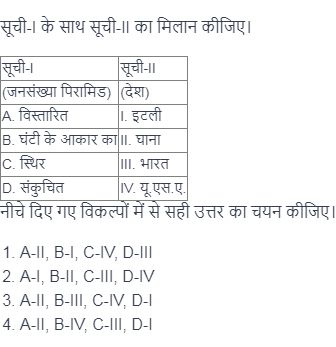 सूची-I के साथ सूची-II का मिलान कीजिए।
सूची-I सूची-II
(जनसंख्या पिरामिड) (देश)
A. विस्तारित I. इटली
B. घंटी के आकार का II. घाना
C. स्थिर III. भारत
D. संकुचित IV. यू.एस.ए.
नीचे दिए गए विकल्पों में से सही उत्तर का चयन कीजिए।
1. A-II, B-I, C-IV, D-III
2. A-I, B-II, C-III, D-IV
3. A-II, B-III, C-IV, D-I
4. A-II, B-IV, C-III, D-I